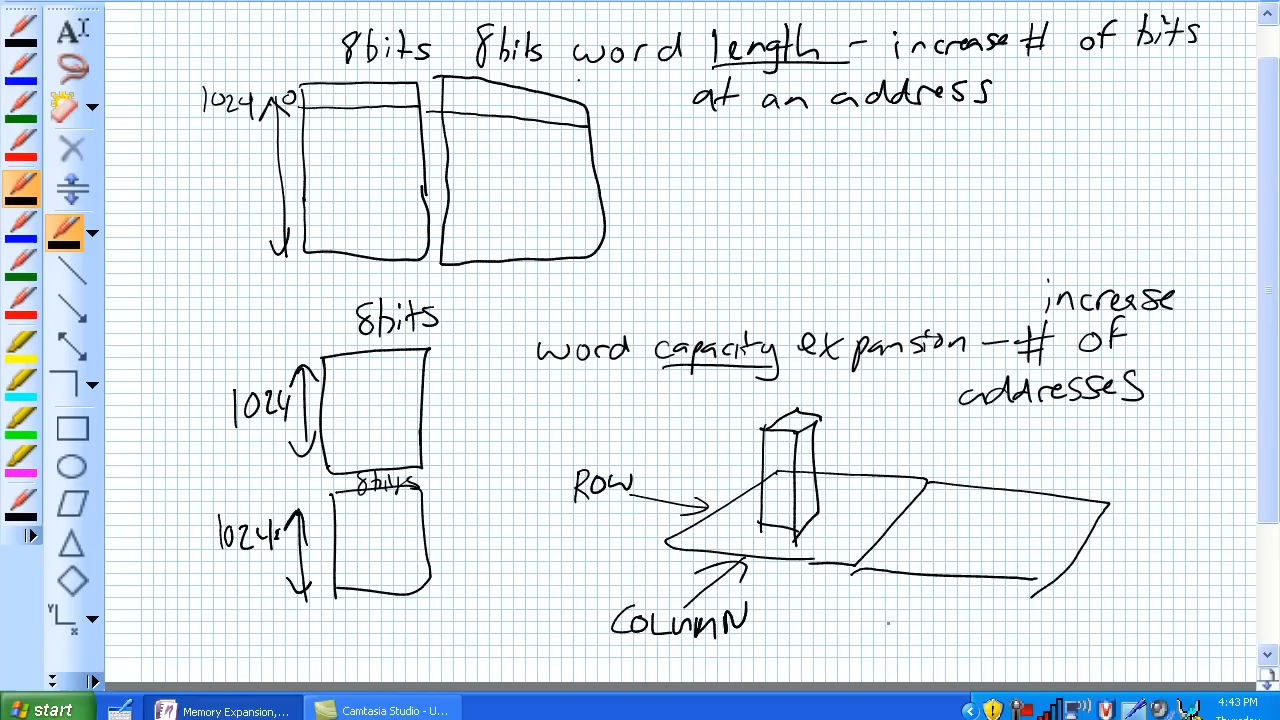 8bits 8bits word length - increase # of bits
at an address
1024 0
8bits
increase
word capacity expansion - # of
addresses
1024
8bits
ROW
1024
COLUMN
start
Memory Expansion,...
Camtasia Studio - U...
4:43 PM
Thursday